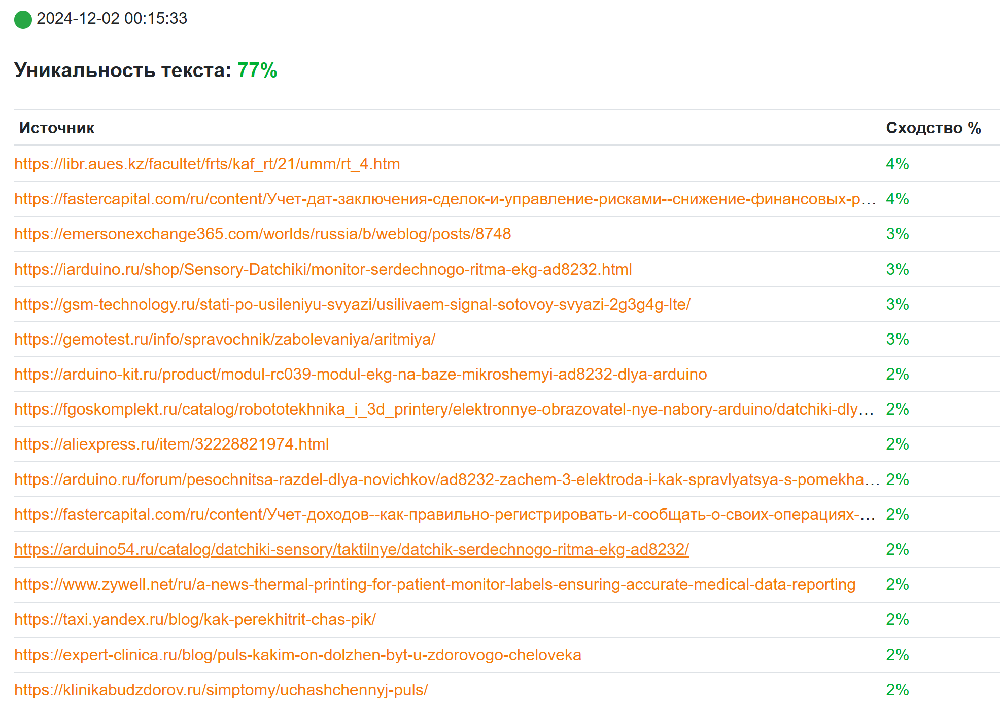 2024-12-02 00:15:33
Уникальность текста: 77%
Источник Сходство %
https://libr.aues.kz/facultet/frts/kaf_rt/21/umm/rt_4.htm 4%
https://fastercapital.com/ru/content/Учет-дат-заключения-сделок-и-управление-рисками--снижение-финансовых-р… 4%
https://emersonexchange365.com/worlds/russia/b/weblog/posts/8748 3%
https://iarduino.ru/shop/Sensory-Datchiki/monitor-serdechnogo-ritma-ekg-ad8232.html 3%
https://gsm-technology.ru/stati-po-usileniyu-svyazi/usilivaem-signal-sotovoy-svyazi-2g3g4g-lte/ 3%
https://gemotest.ru/info/spravochnik/zabolevaniya/aritmiya/ 3%
https://arduino-kit.ru/product/modul-rc039-modul-ekg-na-baze-mikroshemyi-ad8232-dlya-arduino 2%
https://fgoskomplekt.ru/catalog/robototekhnika_i_3d_printery/elektronnye-obrazovatel-nye-nabory-arduino/datchiki-dly… 2%
https://aliexpress.ru/item/32228821974.html 2%
https://arduino.ru/forum/pesochnitsa-razdel-dlya-novichkov/ad8232-zachem-3-elektroda-i-kak-spravlyatsya-s-pomekha… 2%
https://fastercapital.com/ru/content/Учет-доходов--как-правильно-регистрировать-и-сообщать-о-своих-операциях-… 2%
https://arduino54.ru/catalog/datchiki-sensory/taktilnye/datchik-serdechnogo-ritma-ekg-ad8232/ 2%
https://www.zywell.net/ru/a-news-thermal-printing-for-patient-monitor-labels-ensuring-accurate-medical-data-reporting 2%
https://taxi.yandex.ru/blog/kak-perekhitrit-chas-pik/ 2%
https://expert-clinica.ru/blog/puls-kakim-on-dolzhen-byt-u-zdorovogo-cheloveka 2%
https://klinikabudzdorov.ru/simptomy/uchashchennyj-puls/ 2%